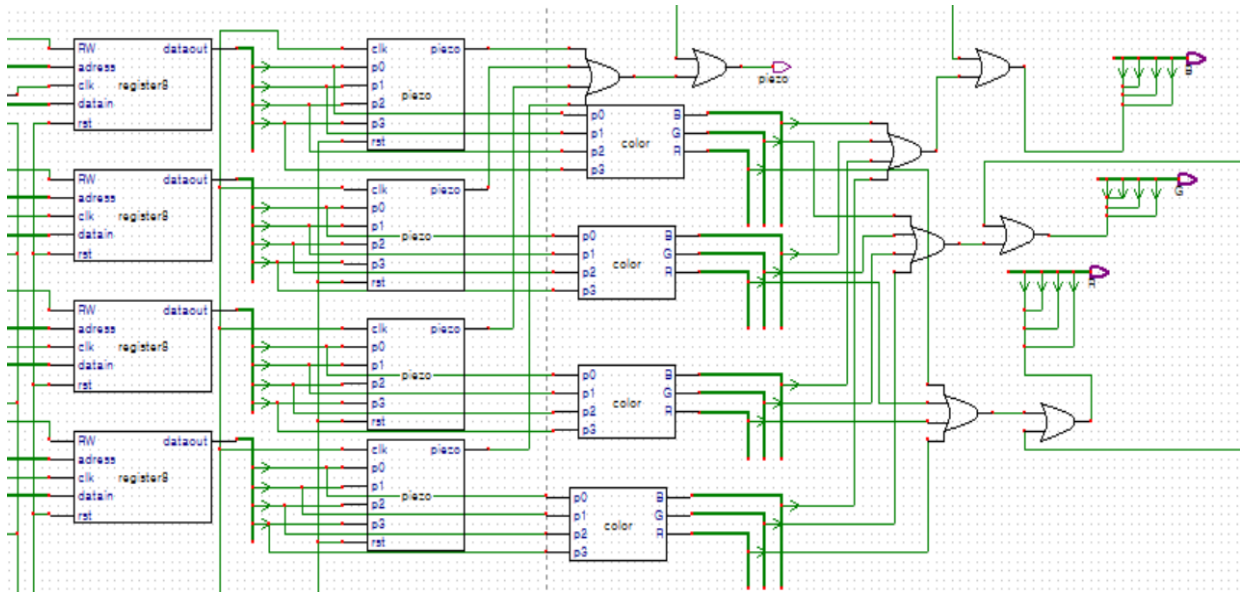 RW dataout
adress
clk register8
datain
rst
clk piezo
p0
p1
p2 piezo
p3
rst
piezo
p0 B
p1 G
p2 color R
p3
B
RW dataout
adress
clk register8
datain
rst
clk piezo
p0
p1
piezo
p2
p3
rst
p0 B
p1 G
color
p2 R
p3
G
R
RW dataout
adress
clk register8
datain
rst
clk piezo
p0
p1
piezo
p2
p3
rst
p0 B
p1 G
color
p2 R
p3
RW dataout
adress
clk register8
datain
rst
clk piezo
p0
p1
piezo
p2
p3
rst
p0 B
p1 G
color
p2 R
p3